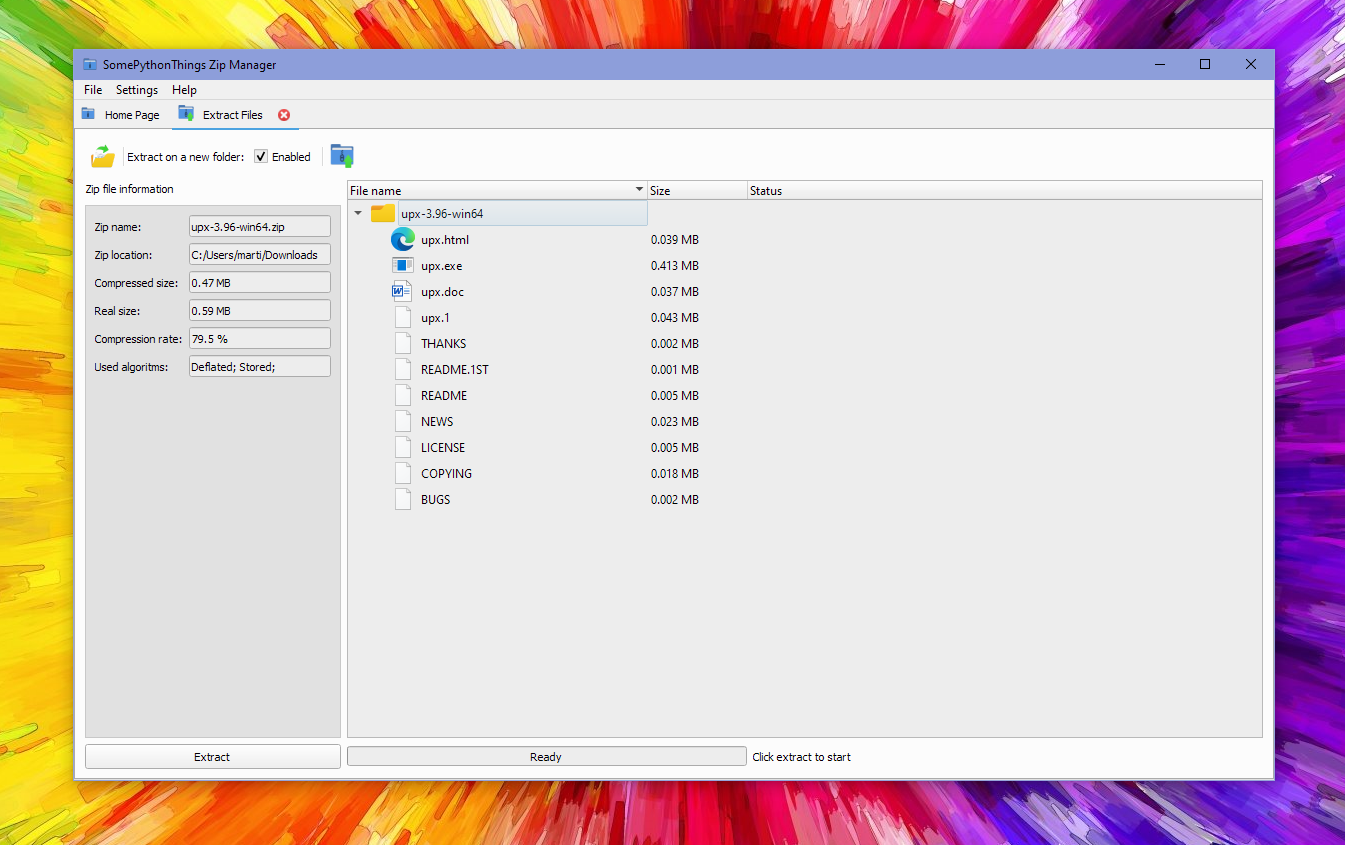 SomePythonThings Zip Manager
File Settings Help
Home Page Extract Files
Extract on a new folder: Enabled
Zip file information
Zip name: upx-3.96-win64.zip
Zip location: C:/Users/marti/Downloads
Compressed size: 0.47 MB
Real size: 0.59 MB
Compression rate: 79.5 %
Used algoritms: Deflated; Stored;
File name Size Status
upx-3.96-win64
upx.html 0.039 MB
upx.exe 0.413 MB
upx.doc 0.037 MB
upx.1 0.043 MB
THANKS 0.002 MB
README.1ST 0.001 MB
README 0.005 MB
NEWS 0.023 MB
LICENSE 0.005 MB
COPYING 0.018 MB
BUGS 0.002 MB
Extract Ready Click extract to start